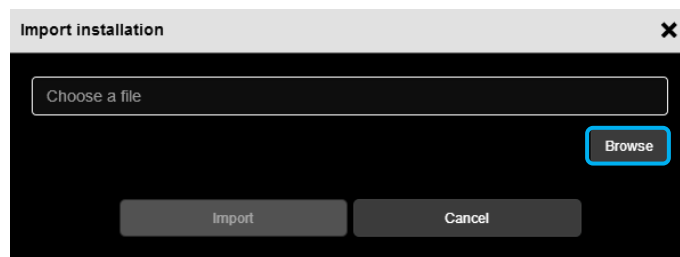 Import installation
Choose a file
Browse
Import
Cancel